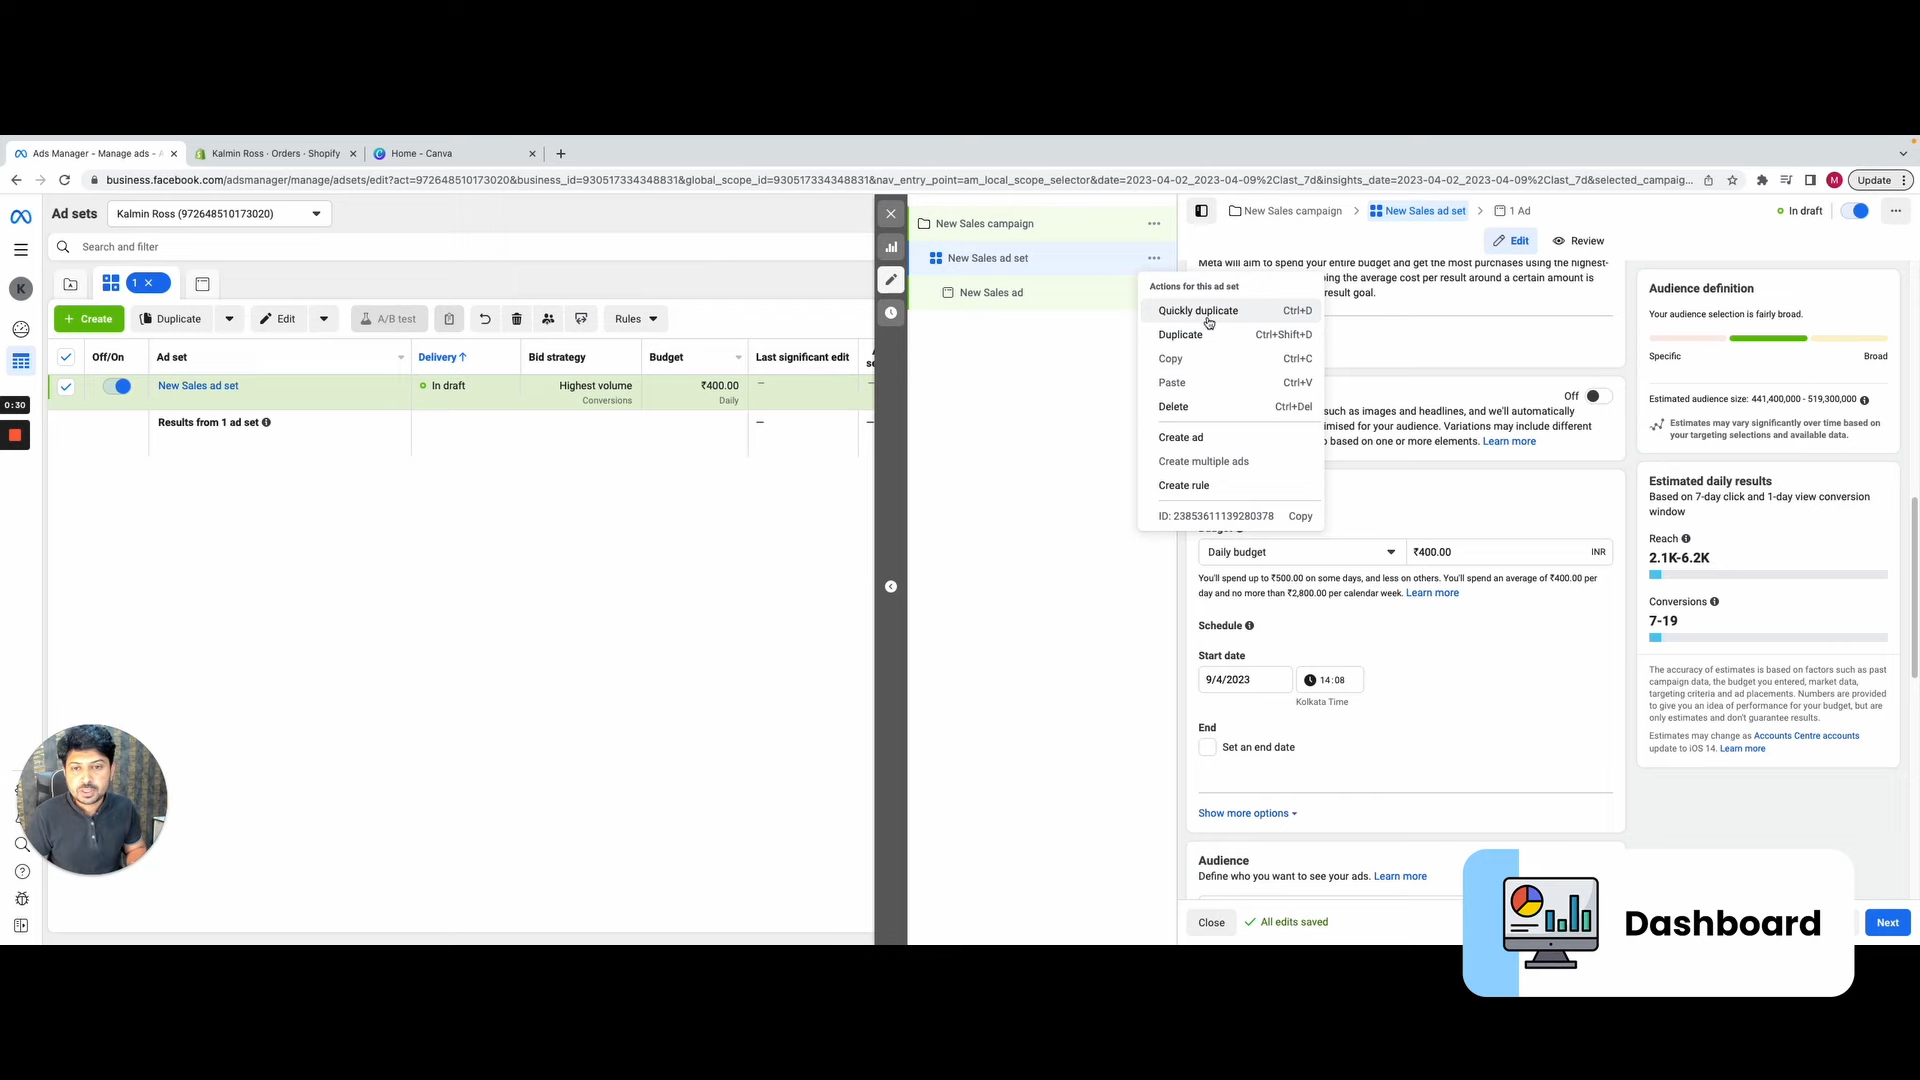 Ads Manager - Manage ads - A
Kalmin Ross · Orders · Shopify
Home - Canva
business.facebook.com/adsmanager/manage/adsets/edit?act=972648510173020&business_id=930517334348831&global_scope_id=930517334348831&nav_entry_point=am_local_scope_selector&date=2023-04-02_2023-04-09%2Clast_7d&insights_date=2023-04-02_2023-04-09%2Clast_7d&selected_campaig...
M
Update
Ad sets
Kalmin Ross (972648510173020)
Search and filter
K
1
Create
Duplicate
Edit
A/B test
Rules
Off/On
Ad set
Delivery↑
Bid strategy
Budget
Last significant edit
New Sales ad set
In draft
Highest volume
Conversions
₹400.00
Daily
—
Results from 1 ad set
—
0:30
New Sales campaign
New Sales ad set
New Sales ad
Actions for this ad set
Quickly duplicate Ctrl+D
Duplicate Ctrl+Shift+D
Copy Ctrl+C
Paste Ctrl+V
Delete Ctrl+Del
Create ad
Create multiple ads
Create rule
ID: 23853611139280378 Copy
New Sales campaign
New Sales ad set
1 Ad
In draft
Edit
Review
Meta will aim to spend your entire budget and get the most purchases using the highest-
ing the average cost per result around a certain amount is
result goal.
Off
such as images and headlines, and we'll automatically
imised for your audience. Variations may include different
based on one or more elements. Learn more
Daily budget
₹400.00 INR
You'll spend up to ₹500.00 on some days, and less on others. You'll spend an average of ₹400.00 per
day and no more than ₹2,800.00 per calendar week. Learn more
Schedule
Start date
9/4/2023
14:08
Kolkata Time
End
Set an end date
Show more options
Audience
Define who you want to see your ads. Learn more
Close
All edits saved
Audience definition
Your audience selection is fairly broad.
Specific
Broad
Estimated audience size: 441,400,000 - 519,300,000
Estimates may vary significantly over time based on
your targeting selections and available data.
Estimated daily results
Based on 7-day click and 1-day view conversion
window
Reach
2.1K-6.2K
Conversions
7-19
The accuracy of estimates is based on factors such as past
campaign data, the budget you entered, market data,
targeting criteria and ad placements. Numbers are provided
to give you an idea of performance for your budget, but are
only estimates and don't guarantee results.
Estimates may change as Accounts Centre accounts
update to iOS 14. Learn more
Next
Dashboard